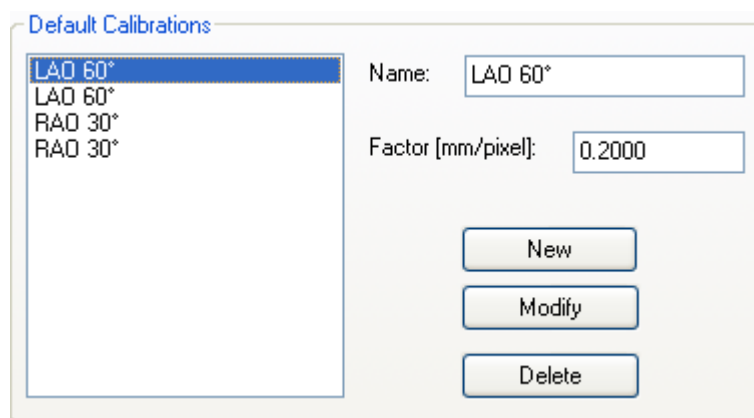 Default Calibrations
LAO 60°
LAO 60°
RAO 30°
RAO 30°
Name:
LAO 60°
Factor [mm/pixel]:
0.2000
New
Modify
Delete